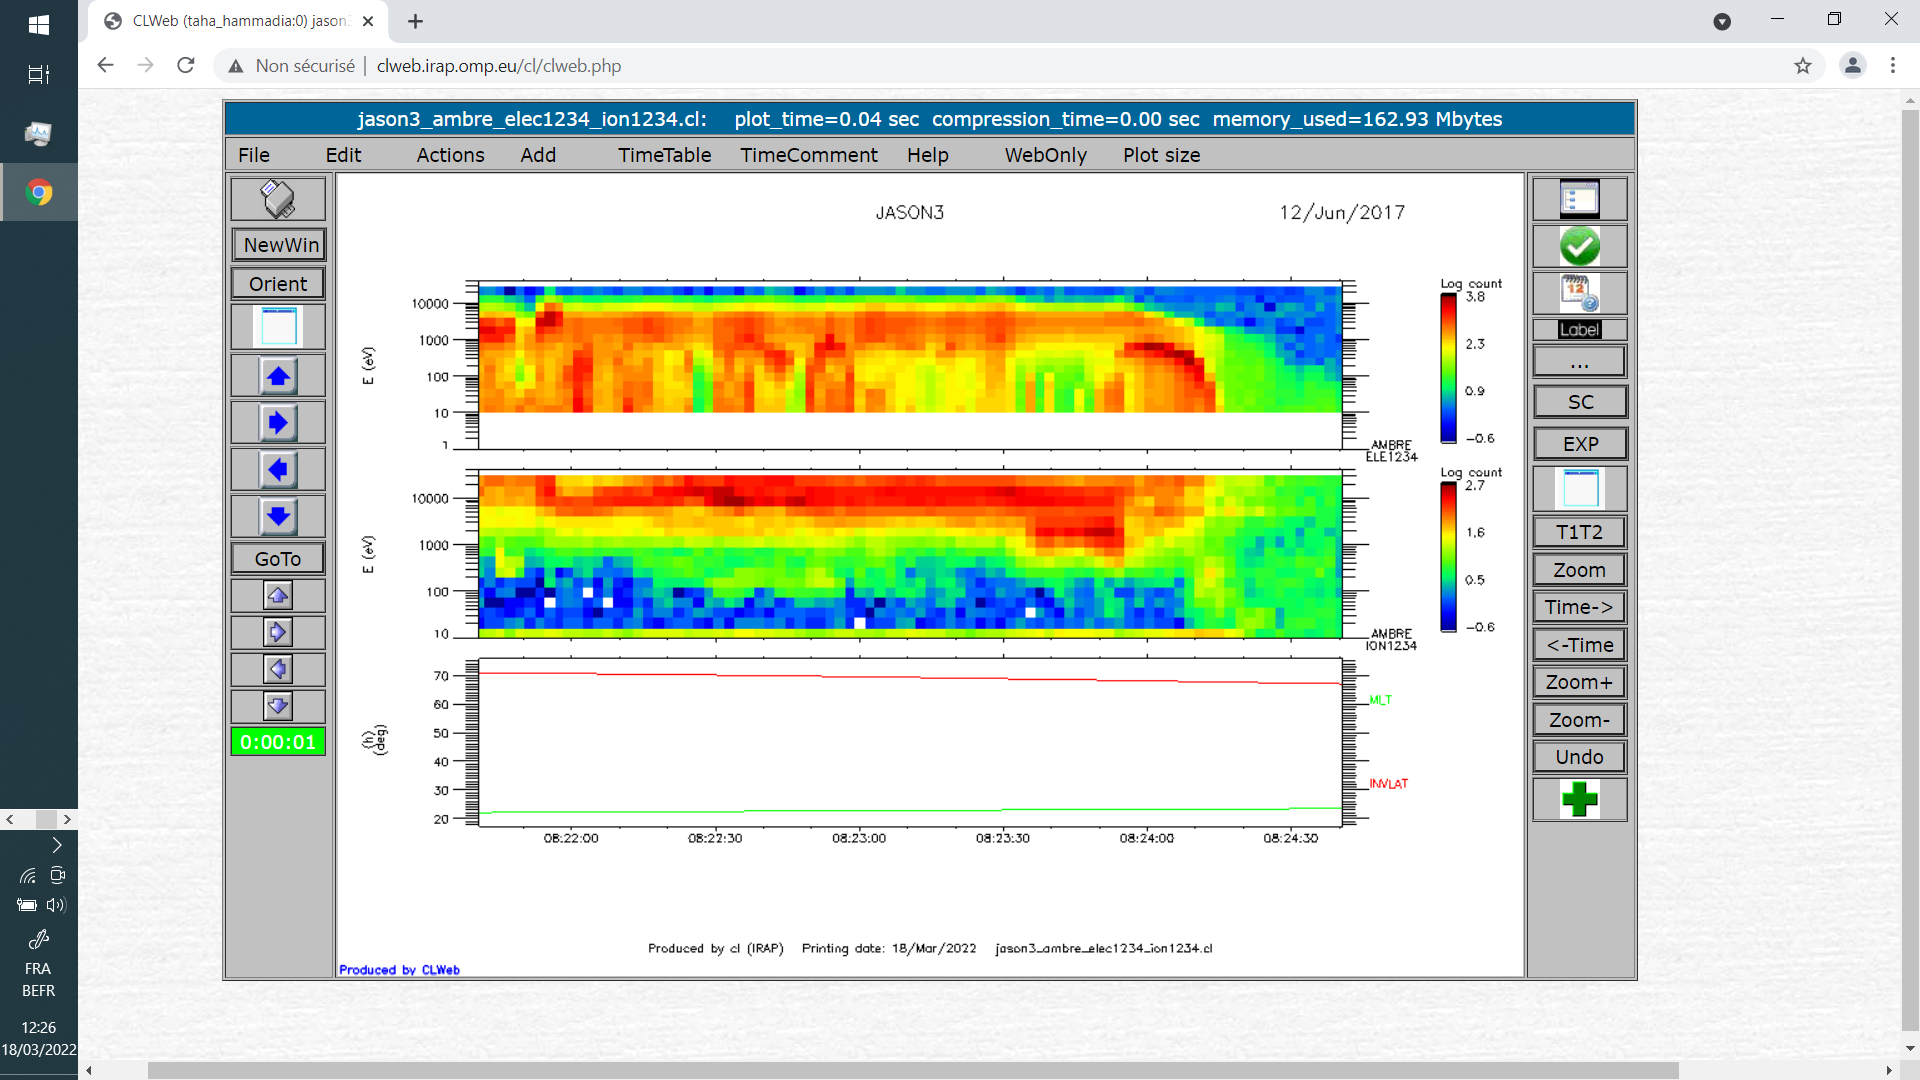 CLWeb (taha_hammadia:0) jason3
Non sécurisé | clweb.irap.omp.eu/cl/clweb.php
jason3_ambre_elec1234_ion1234.cl: plot_time=0.04 sec compression_time=0.00 sec memory_used=162.93 Mbytes
File Edit Actions Add TimeTable TimeComment Help WebOnly Plot size
NewWin
Orient
GoTo
0:00:01
JASON3 12/Jun/2017
Log count
3.8
2.3
0.9
-0.6
10000
1000
100
10
1
E (eV)
AMBRE
ELE1234
Log count
2.7
1.6
0.5
-0.6
10000
1000
100
10
E (eV)
AMBRE
ION1234
70
60
50
40
30
20
(h)
(deg)
MLT
INVLAT
08:22:00 08:22:30 08:23:00 08:23:30 08:24:00 08:24:30
Produced by cl (IRAP) Printing date: 18/Mar/2022 jason3_ambre_elec1234_ion1234.cl
Produced by CLWeb
12
Label
...
SC
EXP
T1T2
Zoom
Time->
<-Time
Zoom+
Zoom-
Undo
FRA
BEFR
12:26
18/03/2022